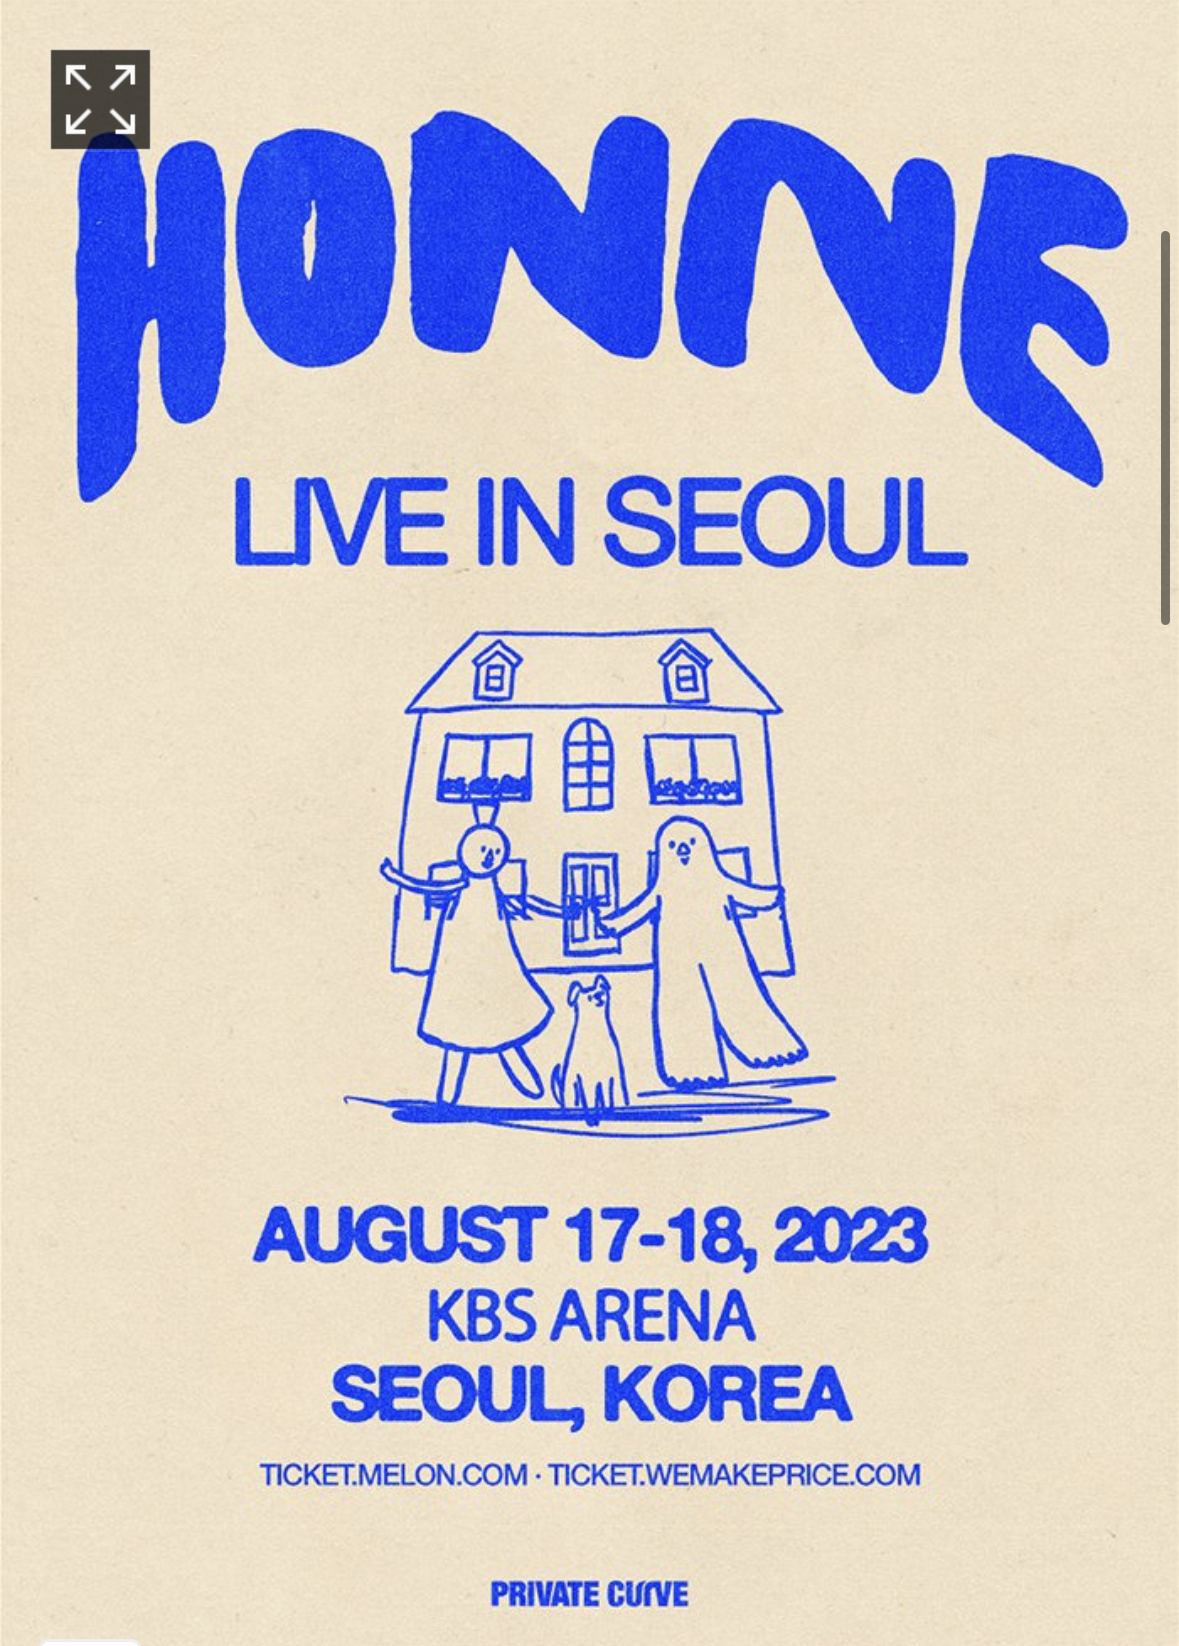 HONNE
LIVE IN SEOUL
AUGUST 17-18, 2023
KBS ARENA
SEOUL, KOREA
TICKET.MELON.COM · TICKET.WEMAKEPRICE.COM
PRIVATE CURVE